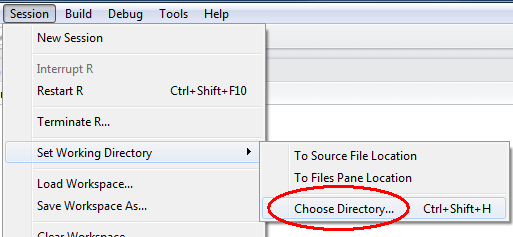 Session Build Debug Tools Help
New Session
Interrupt R
Restart R Ctrl+Shift+F10
Terminate R...
Set Working Directory
To Source File Location
To Files Pane Location
Choose Directory... Ctrl+Shift+H
Load Workspace...
Save Workspace As...
Clear Workspace